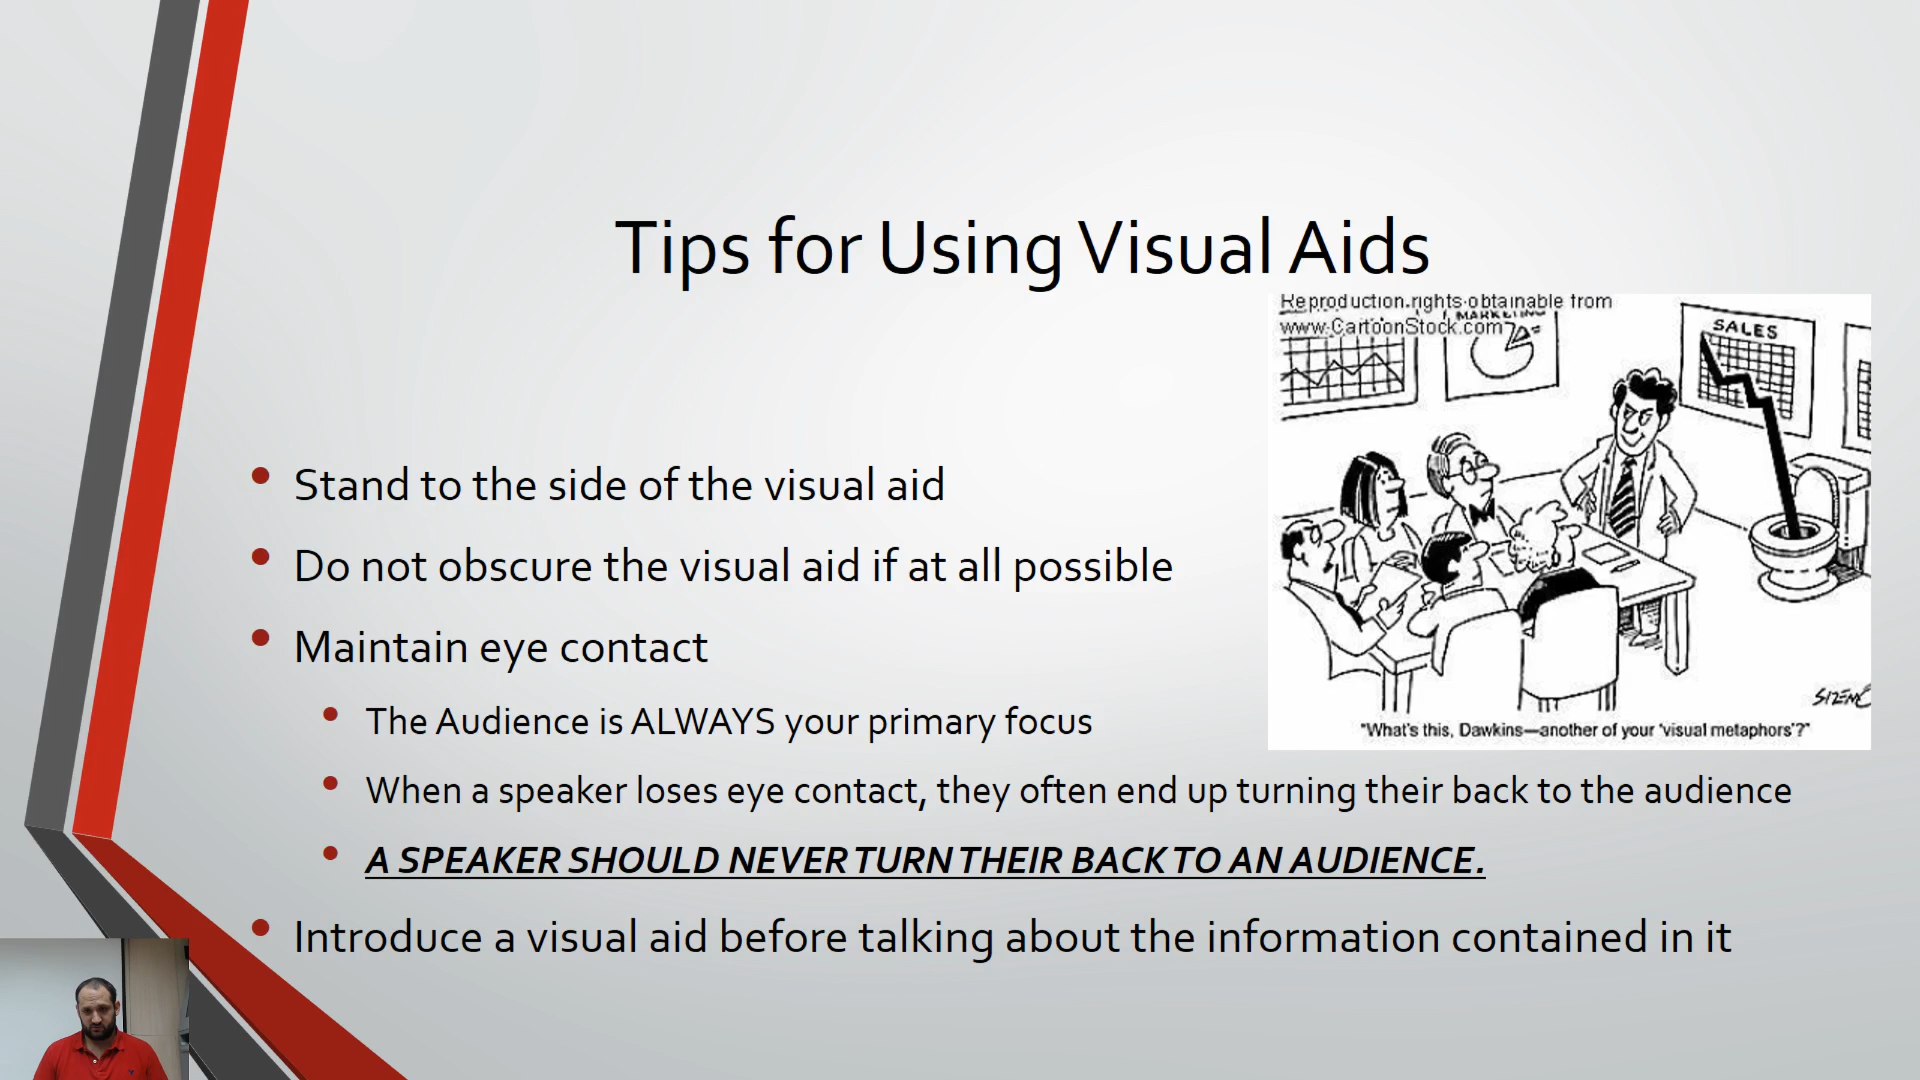 Tips for Using Visual Aids
Reproduction rights obtainable from
www.CartoonStock.com
MARKETING
SALES
Stand to the side of the visual aid
Do not obscure the visual aid if at all possible
Maintain eye contact
The Audience is ALWAYS your primary focus
SIZEMORE
"What's this, Dawkins—another of your 'visual metaphors'?"
When a speaker loses eye contact, they often end up turning their back to the audience
A SPEAKER SHOULD NEVER TURN THEIR BACK TO AN AUDIENCE.
Introduce a visual aid before talking about the information contained in it